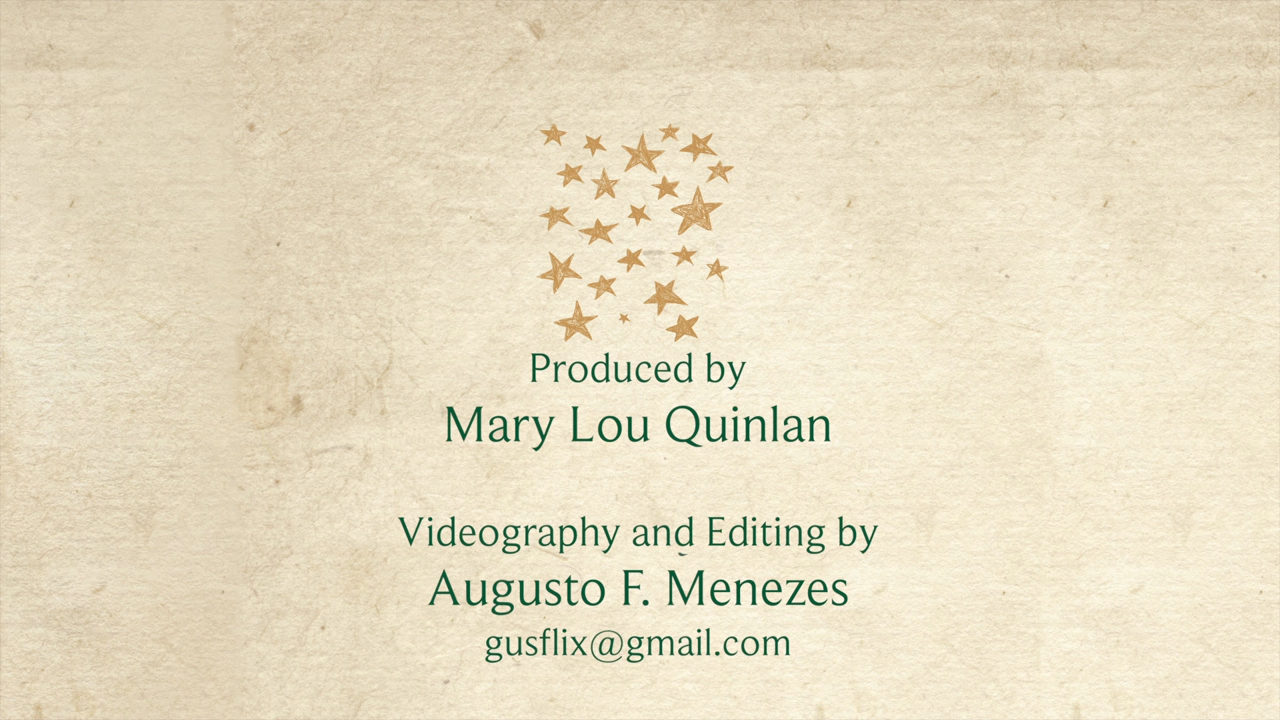 Produced by
Mary Lou Quinlan
Videography and Editing by
Augusto F. Menezes
gusflix@gmail.com